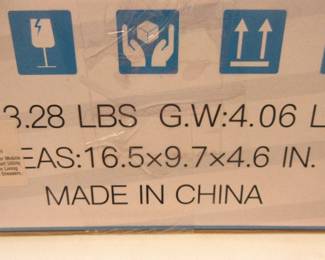 3.28 LBS G.W:4.06 L
EAS:16.5×9.7×4.6 IN.
MADE IN CHINA